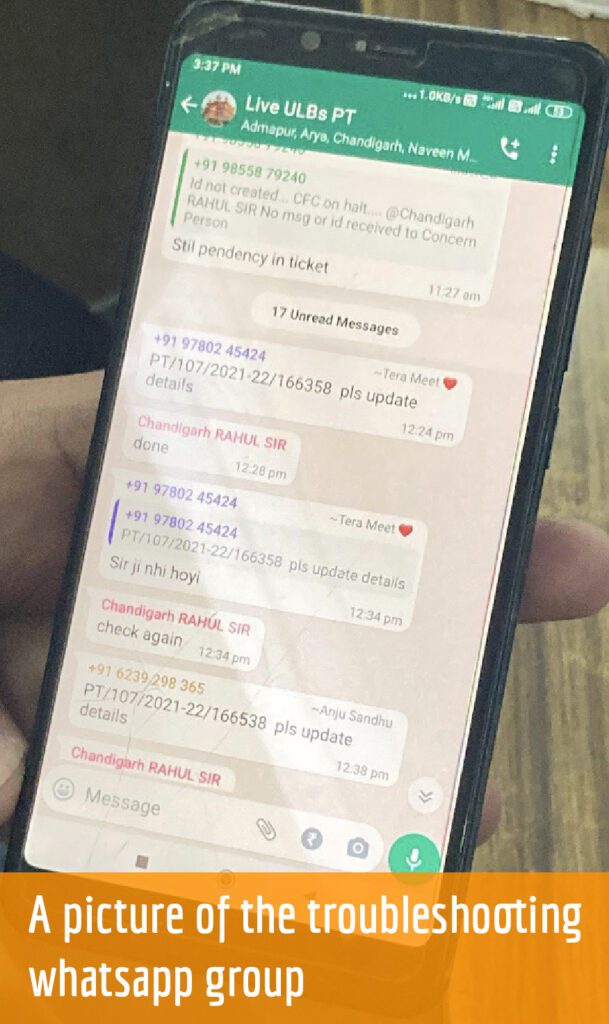 3:37 PM
1.0KB/s
83
Live ULBs PT
Admapur, Arya, Chandigarh, Naveen M...
+91 98558 79240
Id not created... CFC on halt.... @Chandigarh
RAHUL SIR No msg or id received to Concern
Person
Stil pendency in ticket
11:27 am
17 Unread Messages
+91 97802 45424
~Tera Meet❤️
PT/107/2021-22/166358 pls update
details
12:24 pm
Chandigarh RAHUL SIR
done
12:28 pm
+91 97802 45424
~Tera Meet❤️
+91 97802 45424
PT/107/2021-22/166358 pls update details
Sir ji nhi hoyi
12:34 pm
Chandigarh RAHUL SIR
check again
12:34 pm
+91 6239 298 365
~Anju Sandhu
PT/107/2021-22/166538 pls update
details
12:38 pm
Chandigarh RAHUL SIR
Message
A picture of the troubleshooting
whatsapp group